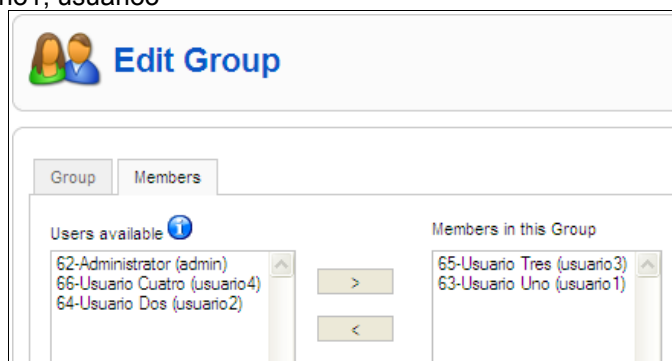 Edit Group
Group Members
Users available Members in this Group
62-Administrator (admin) 65-Usuario Tres (usuario3)
66-Usuario Cuatro (usuario4) > 63-Usuario Uno (usuario1)
64-Usuario Dos (usuario2)
<